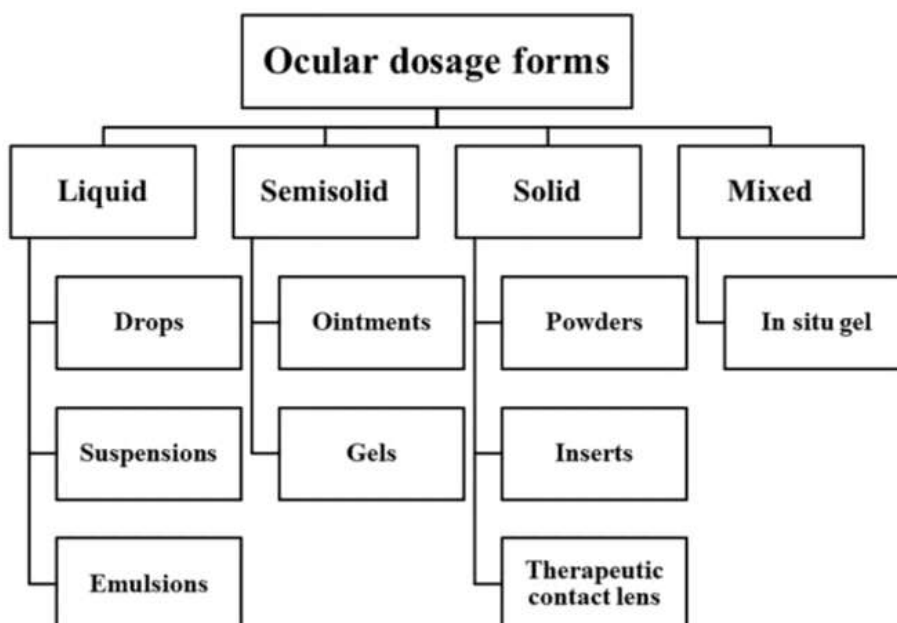 Ocular dosage forms
Liquid
Semisolid
Solid
Mixed
Drops
Ointments
Powders
In situ gel
Suspensions
Gels
Inserts
Emulsions
Therapeutic
contact lens